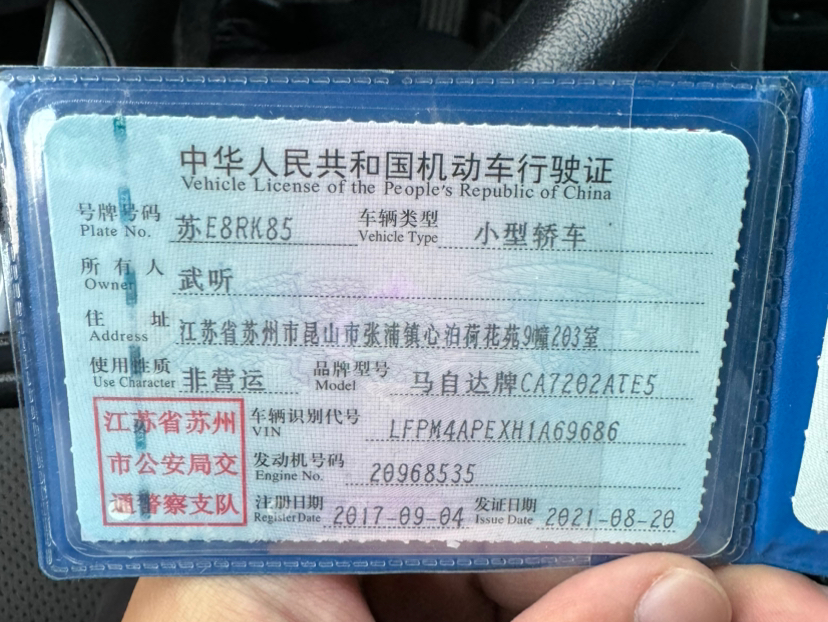 中华人民共和国机动车行驶证
Vehicle License of the People's Republic of China
号牌号码 Plate No. 苏E8RK85 车辆类型 Vehicle Type 小型轿车
所有人 Owner 武听
住址 Address 江苏省苏州市昆山市张浦镇心泊荷花苑9幢203室
使用性质 Use Character 非营运 品牌型号 Model 马自达牌CA7202ATE5
江苏省苏州市公安局交通警察支队
车辆识别代号 VIN LFPM4APEXH1A69686
发动机号码 Engine No. 20968535
注册日期 Register Date 2017-09-04 发证日期 Issue Date 2021-08-20